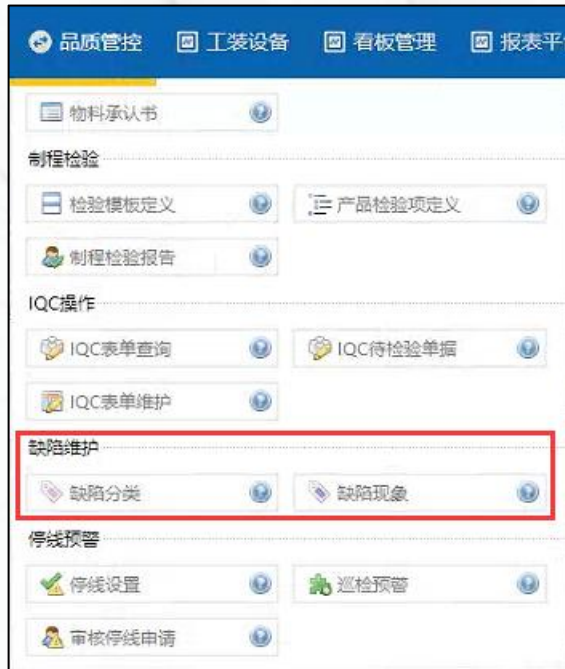 品质管控 工装设备 看板管理 报表平
物料承认书
制程检验
检验模板定义 产品检验项定义
制程检验报告
IQC操作
IQC表单查询 IQC待检验单据
IQC表单维护
缺陷维护
缺陷分类 缺陷现象
停线预警
停线设置 巡检预警
审核停线申请